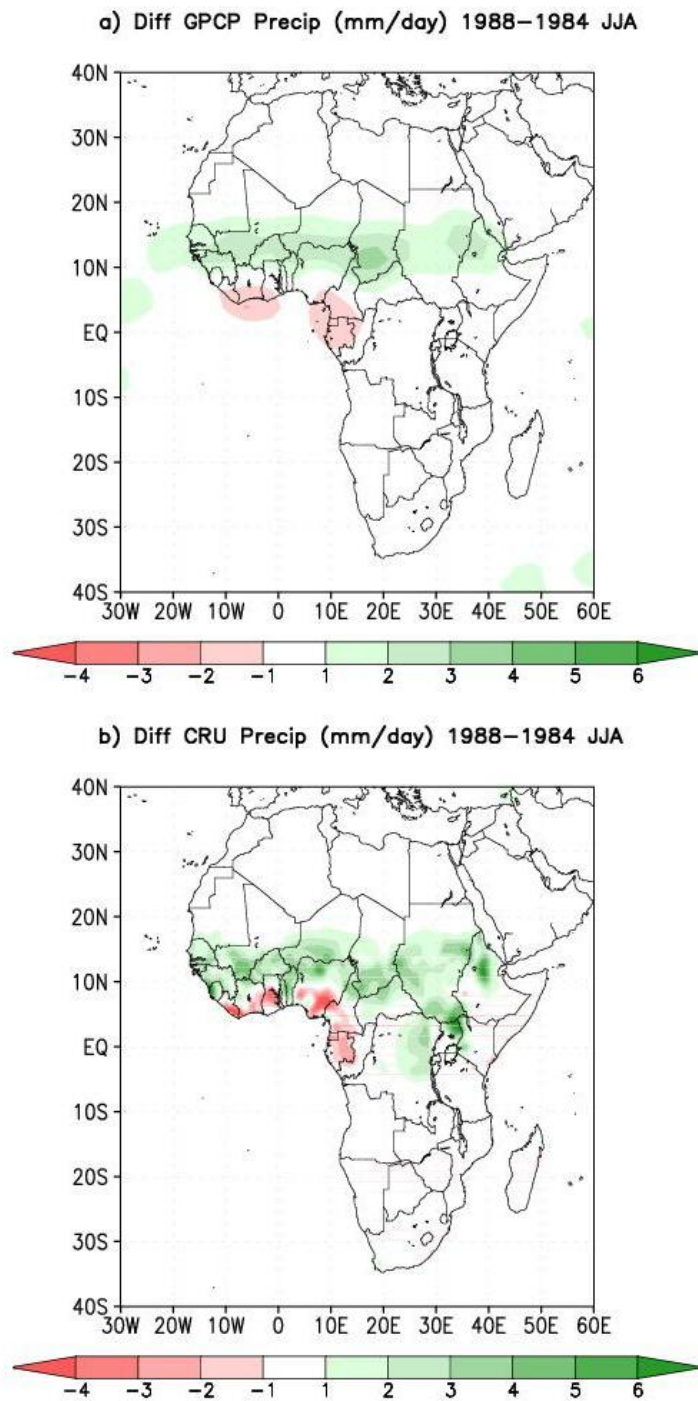 a) Diff GPCP Precip (mm/day) 1988−1984 JJA
40N
30N
20N
10N
EQ
10S
20S
30S
40S
30W 20W 10W 0 10E 20E 30E 40E 50E 60E
−4 −3 −2 −1 1 2 3 4 5 6
b) Diff CRU Precip (mm/day) 1988−1984 JJA
40N
30N
20N
10N
EQ
10S
20S
30S
40S
30W 20W 10W 0 10E 20E 30E 40E 50E 60E
−4 −3 −2 −1 1 2 3 4 5 6